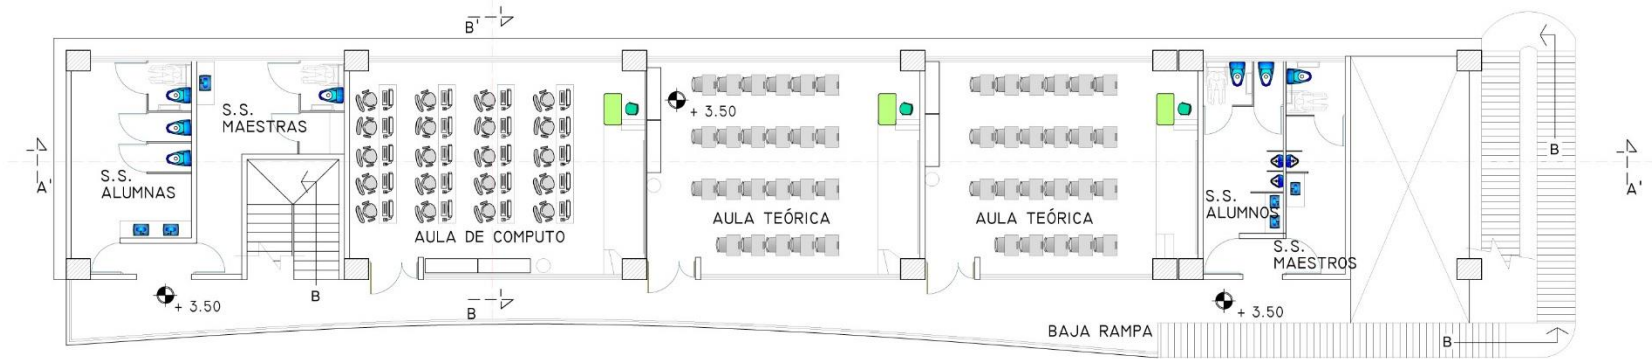 B'
A'
S.S.
ALUMNAS
S.S.
MAESTRAS
B
+ 3.50
AULA DE COMPUTO
B
+ 3.50
AULA TEÓRICA
AULA TEÓRICA
S.S.
ALUMNOS
S.S.
MAESTROS
+ 3.50
BAJA RAMPA
B
B
A'